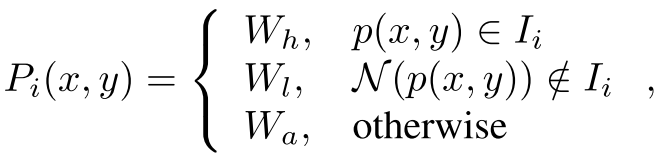 W_h, p(x, y) ∈ I_i
P_i(x, y) = { W_l, 𝒩(p(x, y)) ∉ I_i ,
W_a, otherwise